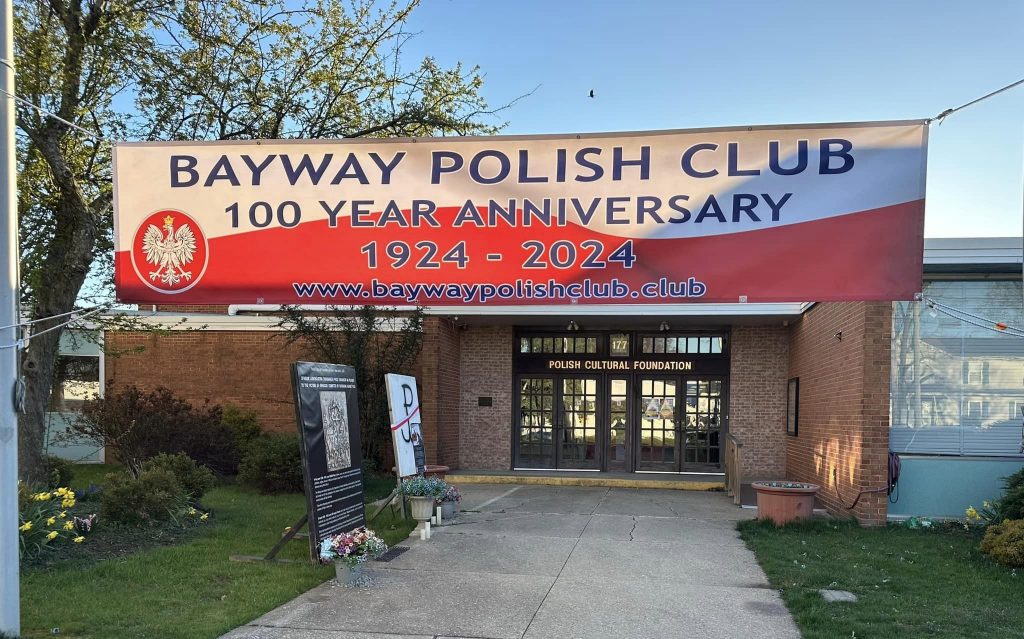 BAYWAY POLISH CLUB
100 YEAR ANNIVERSARY
1924 - 2024
www.baywaypolishclub.club
177
POLISH CULTURAL FOUNDATION